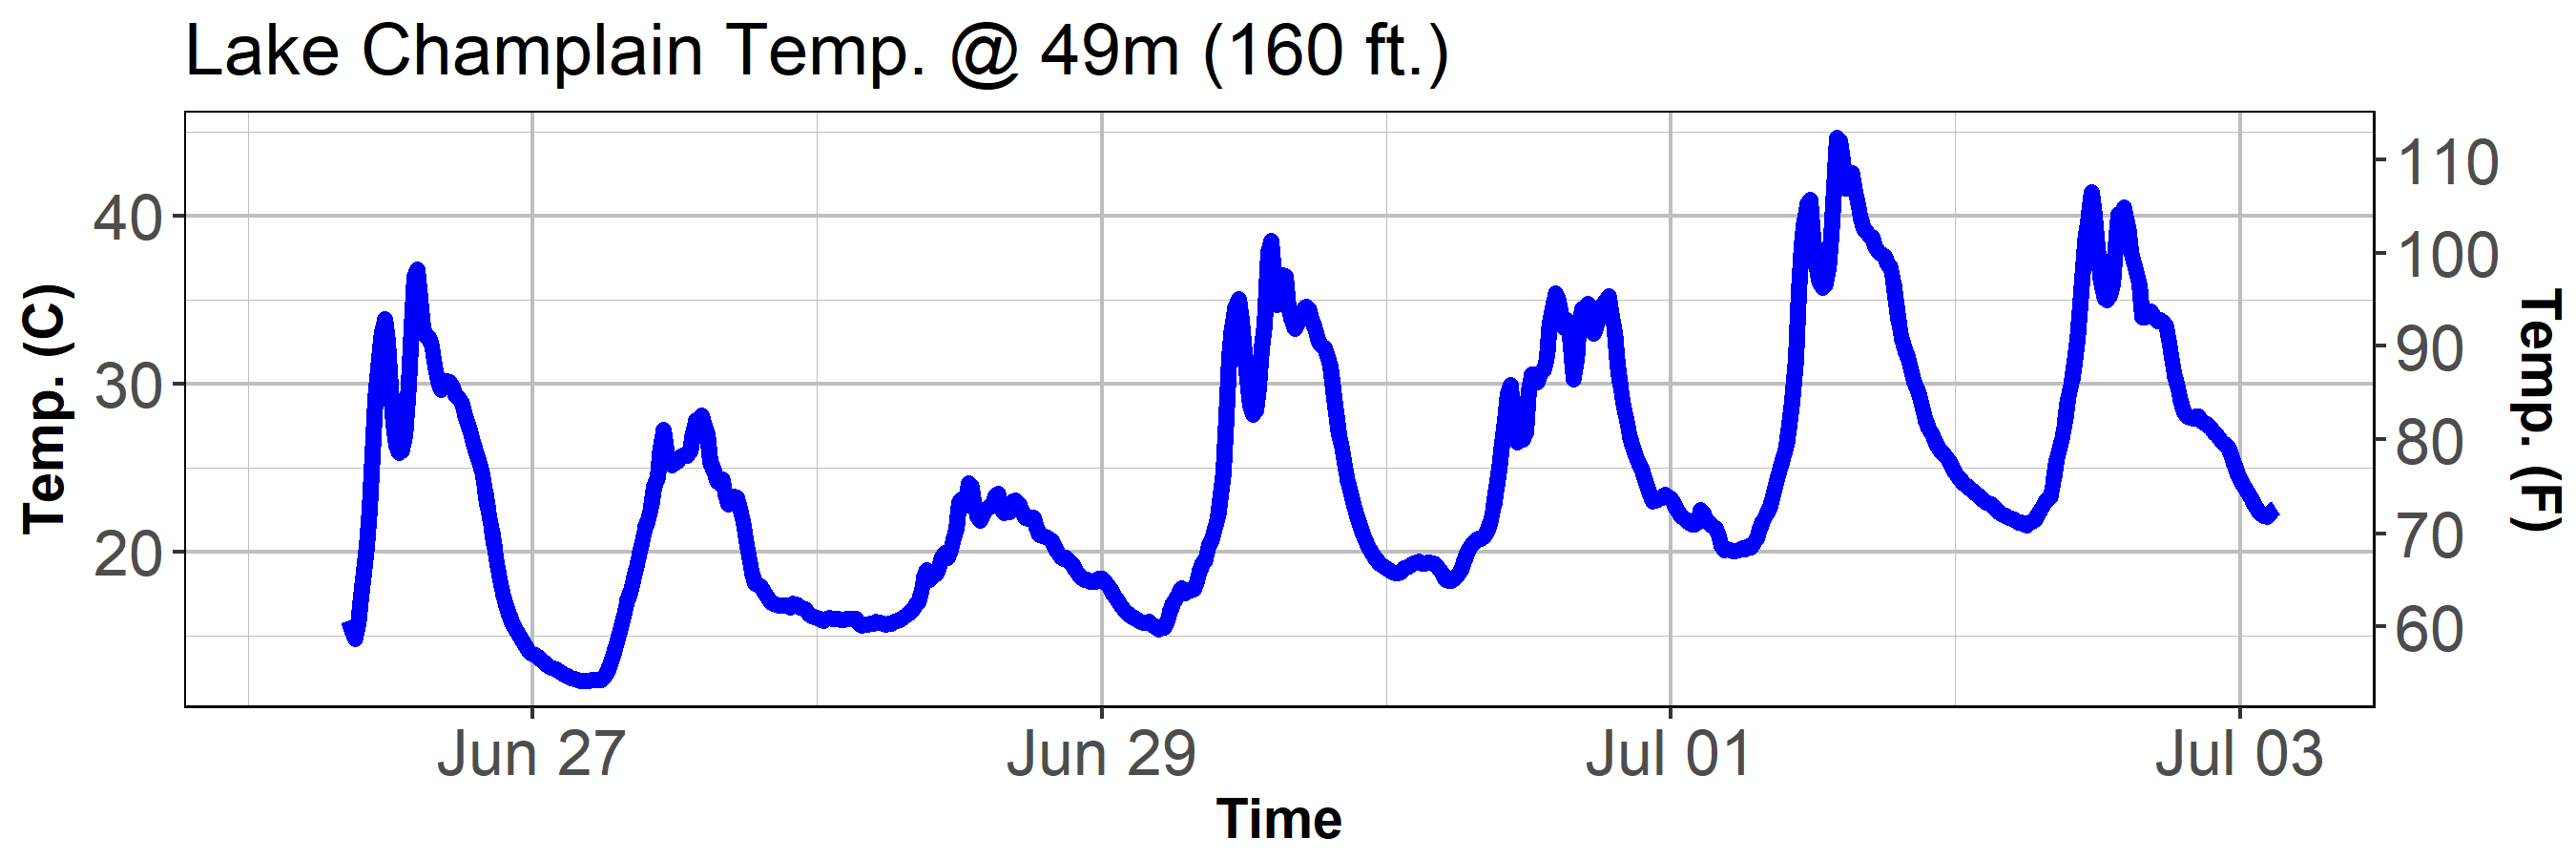 Lake Champlain Temp. @ 49m (160 ft.)
Temp. (C)
40
30
20
110
100
90
80
70
60
Temp. (F)
Jun 27
Jun 29
Jul 01
Jul 03
Time